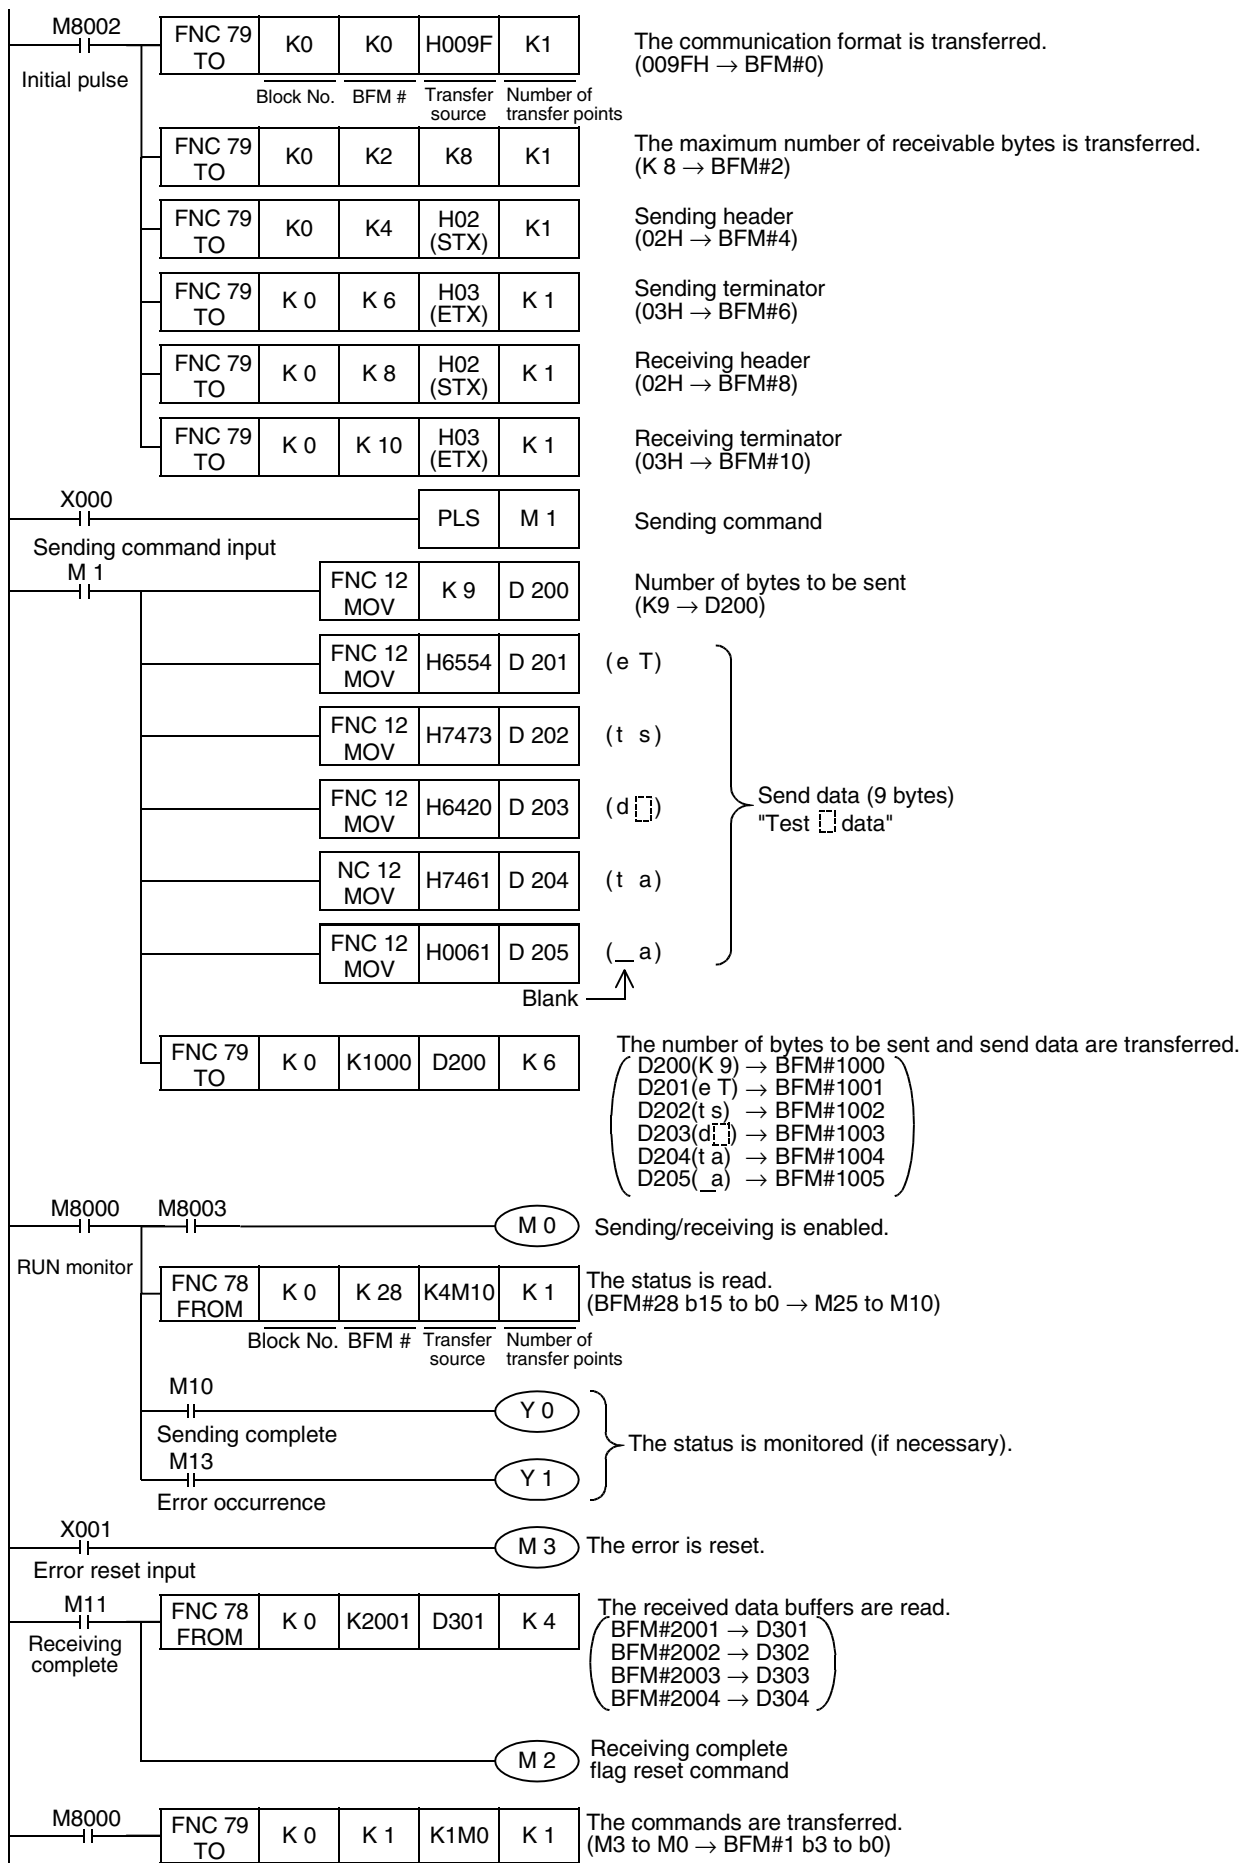 M8002
FNC 79 TO K0 K0 H009F K1
The communication format is transferred.
(009FH → BFM#0)
Initial pulse
Block No. BFM # Transfer source Number of transfer points
FNC 79 TO K0 K2 K8 K1
The maximum number of receivable bytes is transferred.
(K 8 → BFM#2)
FNC 79 TO K0 K4 H02 (STX) K1
Sending header
(02H → BFM#4)
FNC 79 TO K 0 K 6 H03 (ETX) K 1
Sending terminator
(03H → BFM#6)
FNC 79 TO K 0 K 8 H02 (STX) K 1
Receiving header
(02H → BFM#8)
FNC 79 TO K 0 K 10 H03 (ETX) K 1
Receiving terminator
(03H → BFM#10)
X000
PLS M 1
Sending command
Sending command input
M 1
FNC 12 MOV K 9 D 200
Number of bytes to be sent
(K9 → D200)
FNC 12 MOV H6554 D 201 (e T)
FNC 12 MOV H7473 D 202 (t s)
FNC 12 MOV H6420 D 203 (d )
Send data (9 bytes)
"Test data"
NC 12 MOV H7461 D 204 (t a)
FNC 12 MOV H0061 D 205 (_ a)
Blank
FNC 79 TO K 0 K1000 D200 K 6
The number of bytes to be sent and send data are transferred.
D200(K 9) → BFM#1000
D201(e T) → BFM#1001
D202(t s) → BFM#1002
D203(d ) → BFM#1003
D204(t a) → BFM#1004
D205(_a) → BFM#1005
M8000 M8003
M 0
Sending/receiving is enabled.
RUN monitor
FNC 78 FROM K 0 K 28 K4M10 K 1
The status is read.
(BFM#28 b15 to b0 → M25 to M10)
Block No. BFM # Transfer source Number of transfer points
M10
Y 0
Sending complete
The status is monitored (if necessary).
M13
Y 1
Error occurrence
X001
M 3
The error is reset.
Error reset input
M11
FNC 78 FROM K 0 K2001 D301 K 4
The received data buffers are read.
BFM#2001 → D301
BFM#2002 → D302
BFM#2003 → D303
BFM#2004 → D304
Receiving complete
M 2
Receiving complete
flag reset command
M8000
FNC 79 TO K 0 K 1 K1M0 K 1
The commands are transferred.
(M3 to M0 → BFM#1 b3 to b0)